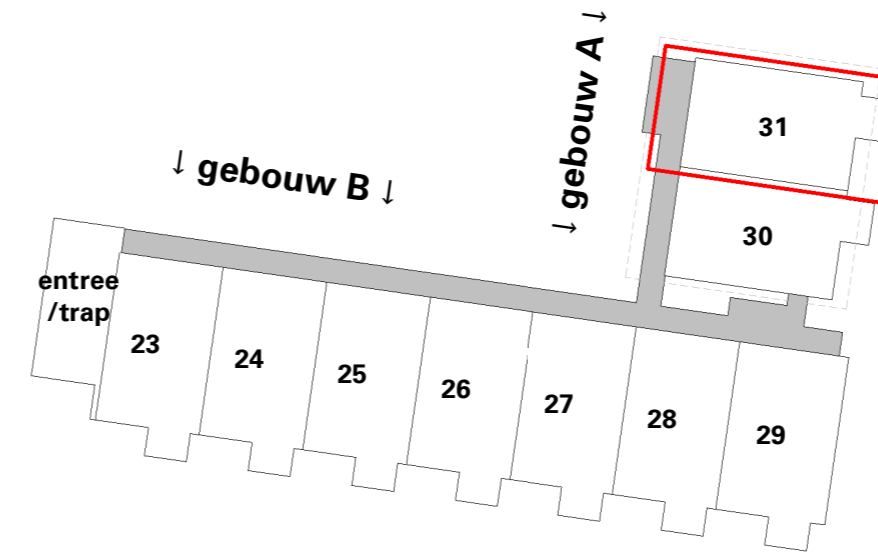 ↓ gebouw B ↓
↓ gebouw A ↓
31
30
entree
/trap
23
24
25
26
27
28
29